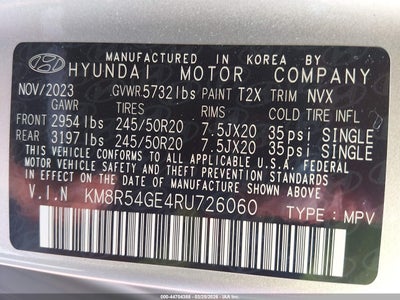 MANUFACTURED IN KOREA BY
HYUNDAI MOTOR COMPANY
NOV/2023 GVWR 5732 lbs PAINT T2X TRIM NVX
GAWR TIRES RIMS COLD TIRE INFL
FRONT 2954 lbs 245/50R20 7.5JX20 35psi SINGLE
REAR 3197 lbs 245/50R20 7.5JX20 35psi SINGLE
THIS VEHICLE CONFORMS TO ALL APPLICABLE U.S.A. FEDERAL
MOTOR VEHICLE SAFETY AND THEFT PREVENTION STANDARDS
IN EFFECT ON THE DATE OF MANUFACTURE SHOWN ABOVE.
V.I.N KM8R54GE4RU726060 TYPE : MPV